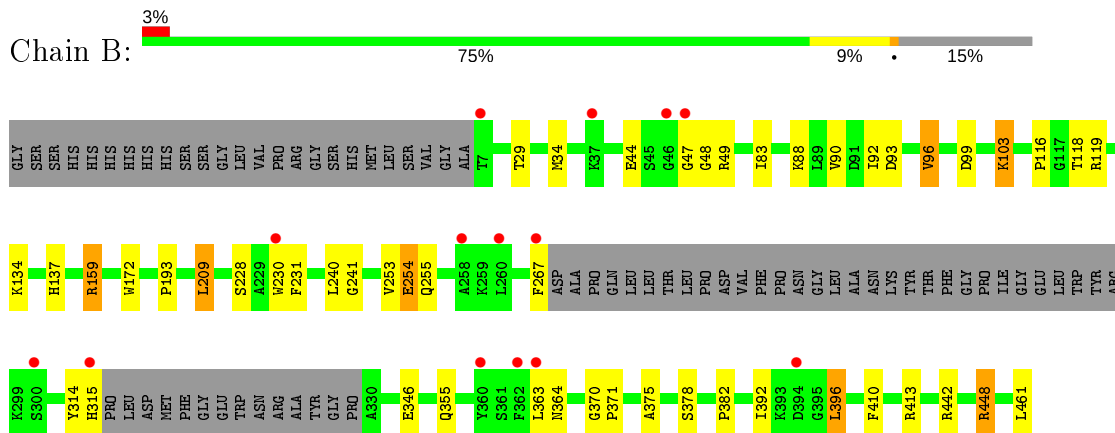 3%
Chain B:
75% 9% • 15%
GLY SER SER HIS HIS HIS HIS HIS HIS SER SER GLY LEU VAL PRO ARG GLY SER HIS MET LEU SER VAL GLY ALA T7 T29 M34 K37 E44 S45 G46 G47 G48 R49 I83 K88 L89 V90 D91 I92 D93 V96 D99 K103 P116 G117 T118 R119
K134 H137 R159 W172 P193 L209 S228 A229 W230 F231 L240 G241 V253 E254 Q255 A258 K259 L260 F267 ASP ALA PRO GLN LEU LEU THR LEU PRO ASP VAL PHE PRO ASN GLY LEU ALA ASN LYS TYR THR PHE GLY PRO ILE GLY GLU LEU TRP TYR ARG
K299 S300 Y314 H315 PRO LEU ASP MET PHE GLY GLU TRP ASN ARG ALA TYR GLY PRO A330 E346 Q355 Y360 S361 F362 L363 N364 G370 P371 A375 S378 P382 I392 K393 D394 G395 L396 F410 R413 R442 R448 L461